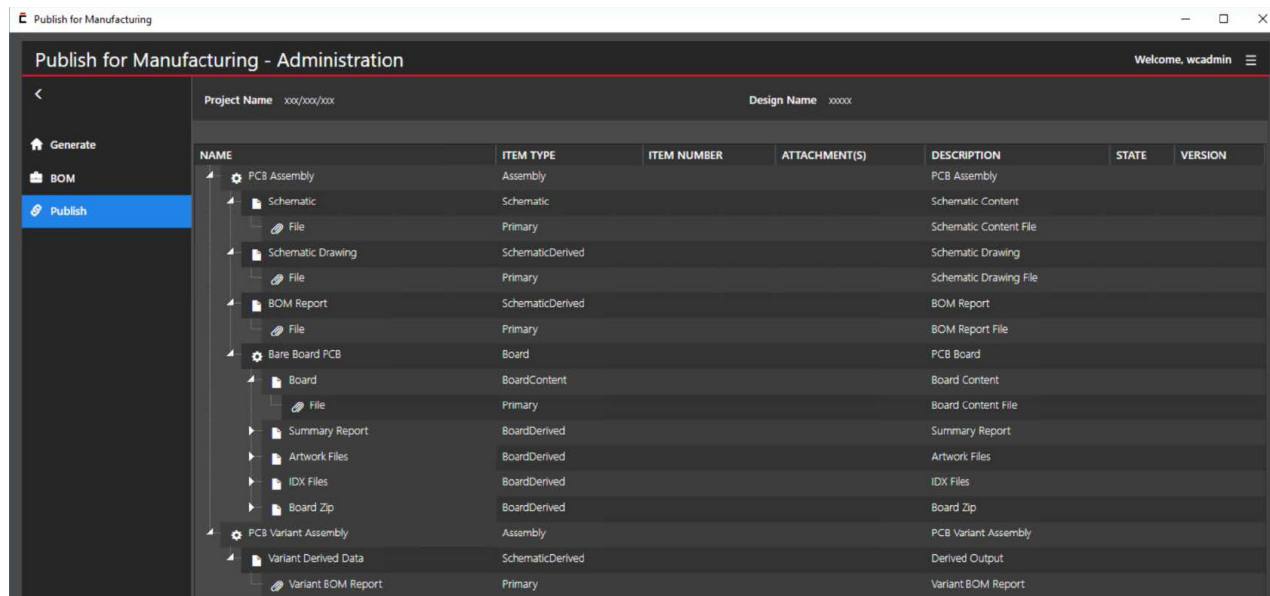 Publish for Manufacturing
Publish for Manufacturing - Administration Welcome, wcadmin
Project Name xxx/xxx/xxx Design Name xxxxx
Generate
BOM
Publish
NAME ITEM TYPE ITEM NUMBER ATTACHMENT(S) DESCRIPTION STATE VERSION
PCB Assembly Assembly PCB Assembly
Schematic Schematic Schematic Content
File Primary Schematic Content File
Schematic Drawing SchematicDerived Schematic Drawing
File Primary Schematic Drawing File
BOM Report SchematicDerived BOM Report
File Primary BOM Report File
Bare Board PCB Board PCB Board
Board BoardContent Board Content
File Primary Board Content File
Summary Report BoardDerived Summary Report
Artwork Files BoardDerived Artwork Files
IDX Files BoardDerived IDX Files
Board Zip BoardDerived Board Zip
PCB Variant Assembly Assembly PCB Variant Assembly
Variant Derived Data SchematicDerived Derived Output
Variant BOM Report Primary Variant BOM Report